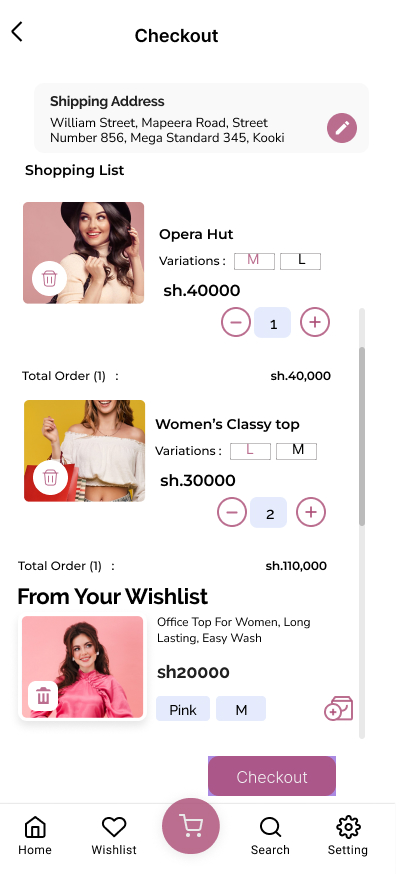 Checkout
Shipping Address
William Street, Mapeera Road, Street
Number 856, Mega Standard 345, Kooki
Shopping List
Opera Hut
Variations : M L
sh.40000
1
Total Order (1) : sh.40,000
Women’s Classy top
Variations : L M
sh.30000
2
Total Order (1) : sh.110,000
From Your Wishlist
Office Top For Women, Long
Lasting, Easy Wash
sh20000
Pink M
Checkout
Home Wishlist Search Setting